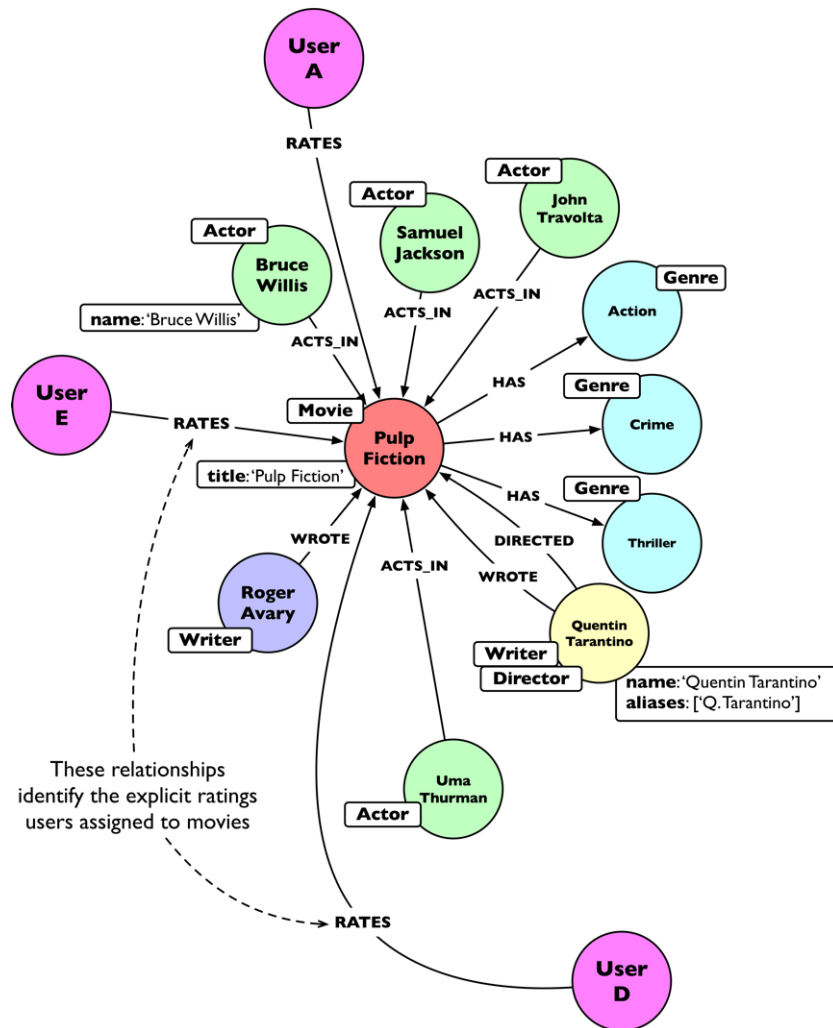 User
A
RATES
Actor
John
Travolta
Actor
Samuel
Jackson
Actor
Bruce
Willis
name:‘Bruce Willis’
Genre
Action
ACTS_IN
ACTS_IN
ACTS_IN
HAS
User
E
RATES
Movie
Pulp
Fiction
title:‘Pulp Fiction’
Genre
Crime
HAS
HAS
Genre
Thriller
WROTE
DIRECTED
ACTS_IN
WROTE
Roger
Avary
Writer
Quentin
Tarantino
Writer
Director
name:‘Quentin Tarantino’
aliases: [‘Q. Tarantino’]
These relationships
identify the explicit ratings
users assigned to movies
Uma
Thurman
Actor
RATES
User
D